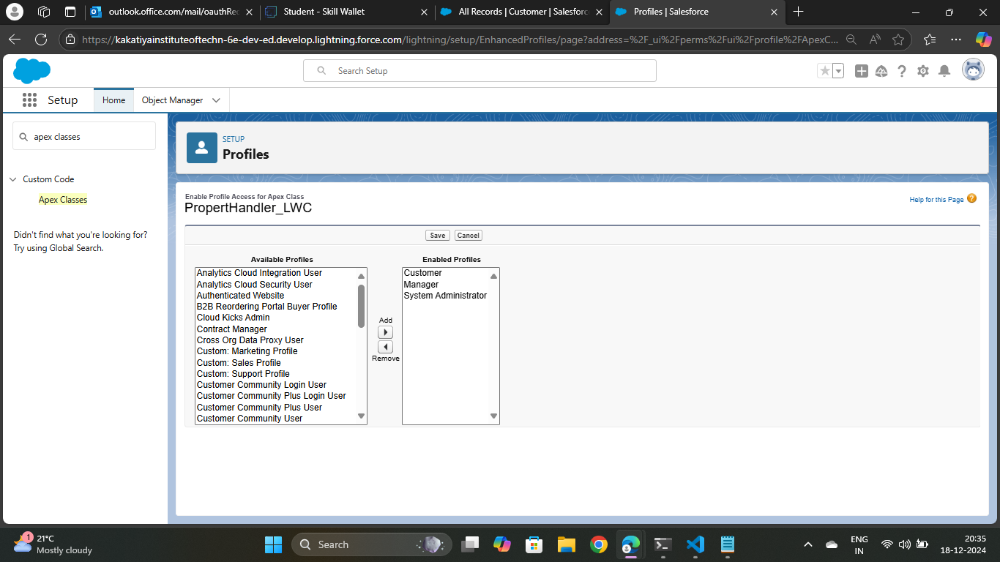 outlook.office.com/mail/oauthRec
Student - Skill Wallet
All Records | Customer | Salesforc
Profiles | Salesforce
https://kakatiyainstituteoftechn-6e-dev-ed.develop.lightning.force.com/lightning/setup/EnhancedProfiles/page?address=%2F_ui%2Fperms%2Fui%2Fprofile%2FApexC...
Search Setup
Setup
Home
Object Manager
apex classes
Custom Code
Apex Classes
Didn't find what you're looking for?
Try using Global Search.
SETUP
Profiles
Enable Profile Access for Apex Class
PropertHandler_LWC
Help for this Page ?
Save Cancel
Available Profiles
Analytics Cloud Integration User
Analytics Cloud Security User
Authenticated Website
B2B Reordering Portal Buyer Profile
Cloud Kicks Admin
Contract Manager
Cross Org Data Proxy User
Custom: Marketing Profile
Custom: Sales Profile
Custom: Support Profile
Customer Community Login User
Customer Community Plus Login User
Customer Community Plus User
Customer Community User
Add
Remove
Enabled Profiles
Customer
Manager
System Administrator
1
21°C
Mostly cloudy
Search
ENG
IN
20:35
18-12-2024